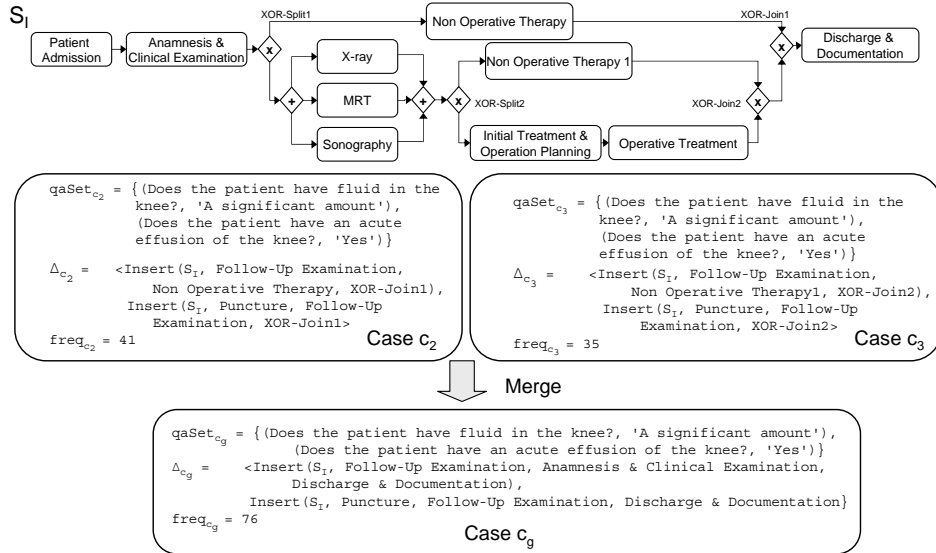 S_I
XOR-Split1
Non Operative Therapy
XOR-Join1
Patient
Admission
Anamnesis &
Clinical Examination
x
x
Discharge &
Documentation
X-ray
Non Operative Therapy 1
+
MRT
+
x
XOR-Split2
XOR-Join2
x
Sonography
Initial Treatment &
Operation Planning
Operative Treatment
qaSet_c2 = {(Does the patient have fluid in the
knee?, 'A significant amount'),
(Does the patient have an acute
effusion of the knee?, 'Yes')}
Δ_c2 = <Insert(S_I, Follow-Up Examination,
Non Operative Therapy, XOR-Join1),
Insert(S_I, Puncture, Follow-Up
Examination, XOR-Join1>
freq_c2 = 41
Case c_2
qaSet_c3 = {(Does the patient have fluid in the
knee?, 'A significant amount'),
(Does the patient have an acute
effusion of the knee?, 'Yes')}
Δ_c3 = <Insert(S_I, Follow-Up Examination,
Non Operative Therapy1, XOR-Join2),
Insert(S_I, Puncture, Follow-Up
Examination, XOR-Join2>
freq_c3 = 35
Case c_3
Merge
qaSet_cg = {(Does the patient have fluid in the knee?, 'A significant amount'),
(Does the patient have an acute effusion of the knee?, 'Yes')}
Δ_cg = <Insert(S_I, Follow-Up Examination, Anamnesis & Clinical Examination,
Discharge & Documentation),
Insert(S_I, Puncture, Follow-Up Examination, Discharge & Documentation}
freq_cg = 76
Case c_g